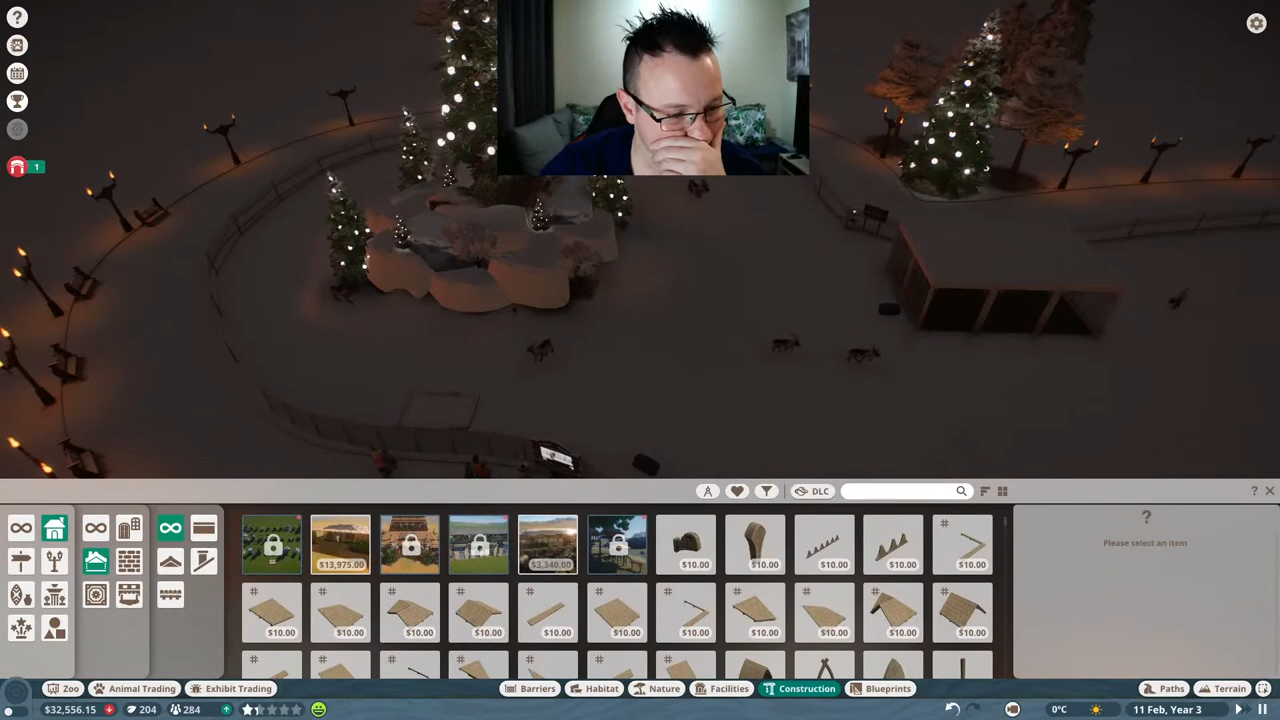 ?
1
DLC
? ×
$13,975.00
$3,340.00
$10.00
$10.00
$10.00
$10.00
#
$10.00
?
Please select an item
#
$10.00
#
$10.00
#
$10.00
#
$10.00
#
$10.00
#
$10.00
#
$10.00
#
$10.00
#
$10.00
#
$10.00
#
$10.00
# # # # # # #
Zoo
Animal Trading
Exhibit Trading
Barriers
Habitat
Nature
Facilities
Construction
Blueprints
Paths
Terrain
$32,556.15
204
284
0°C
11 Feb, Year 3